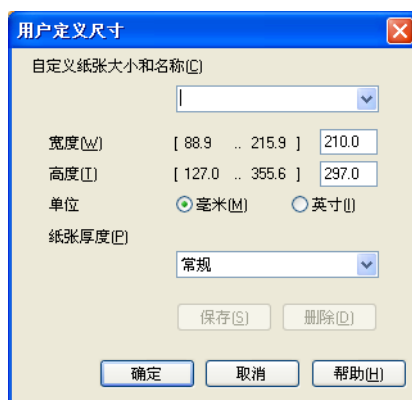 用户定义尺寸
自定义纸张大小和名称(C)
宽度(W) [ 88.9 .. 215.9 ] 210.0
高度(T) [ 127.0 .. 355.6 ] 297.0
单位 毫米(M) 英寸(I)
纸张厚度(P)
常规
保存(S) 删除(D)
确定 取消 帮助(H)